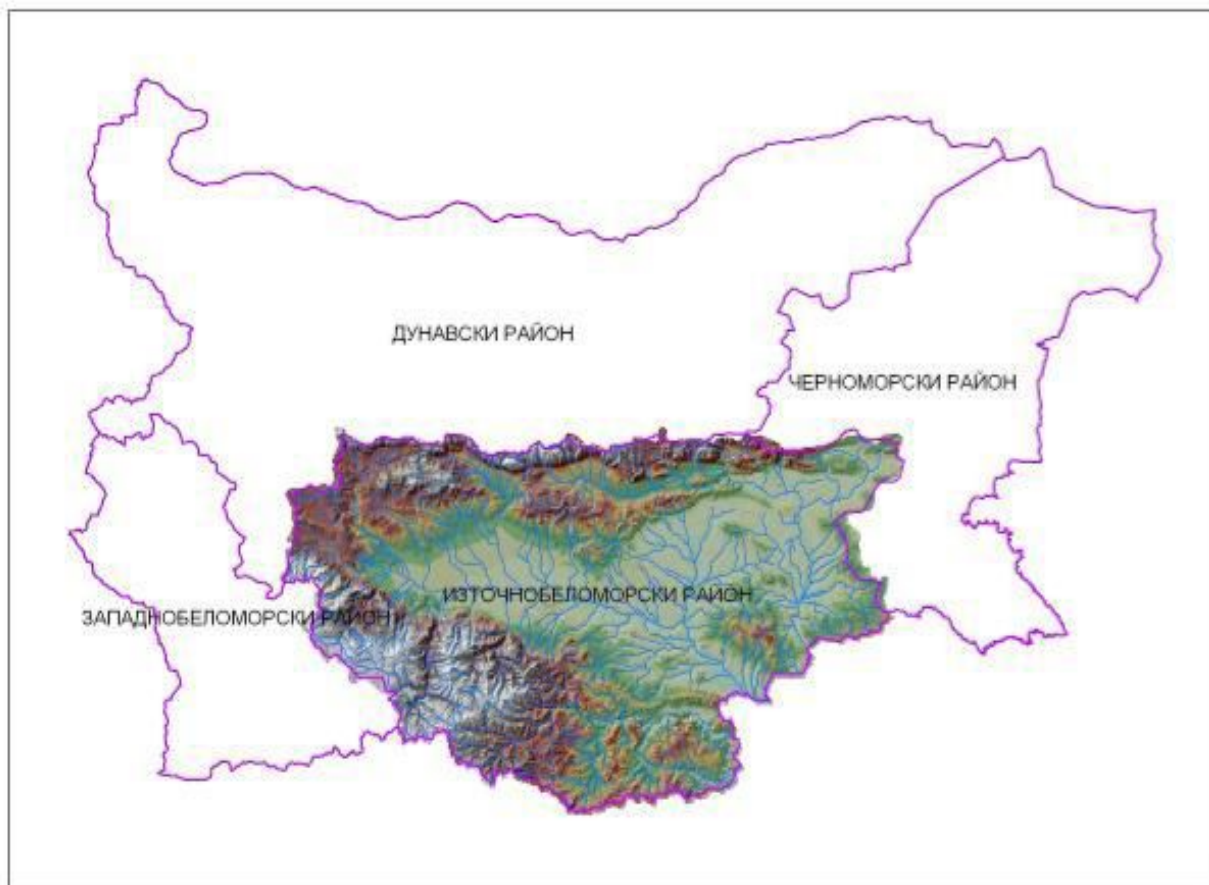 ДУНАВСКИ РАЙОН
ЧЕРНОМОРСКИ РАЙОН
ИЗТОЧНОБЕЛОМОРСКИ РАЙОН
ЗАПАДНОБЕЛОМОРСКИ РАЙОН